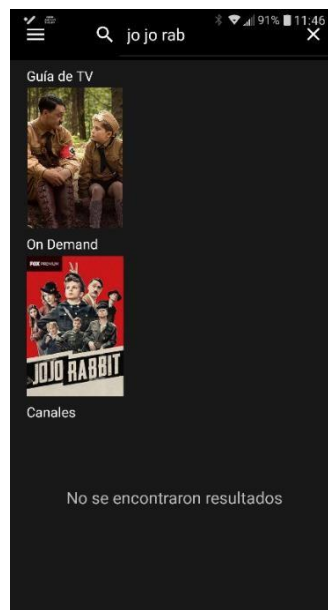 91% 11:46
jo jo rab
Guía de TV
On Demand
FOX PREMIUM
JOJO RABBIT
Canales
No se encontraron resultados